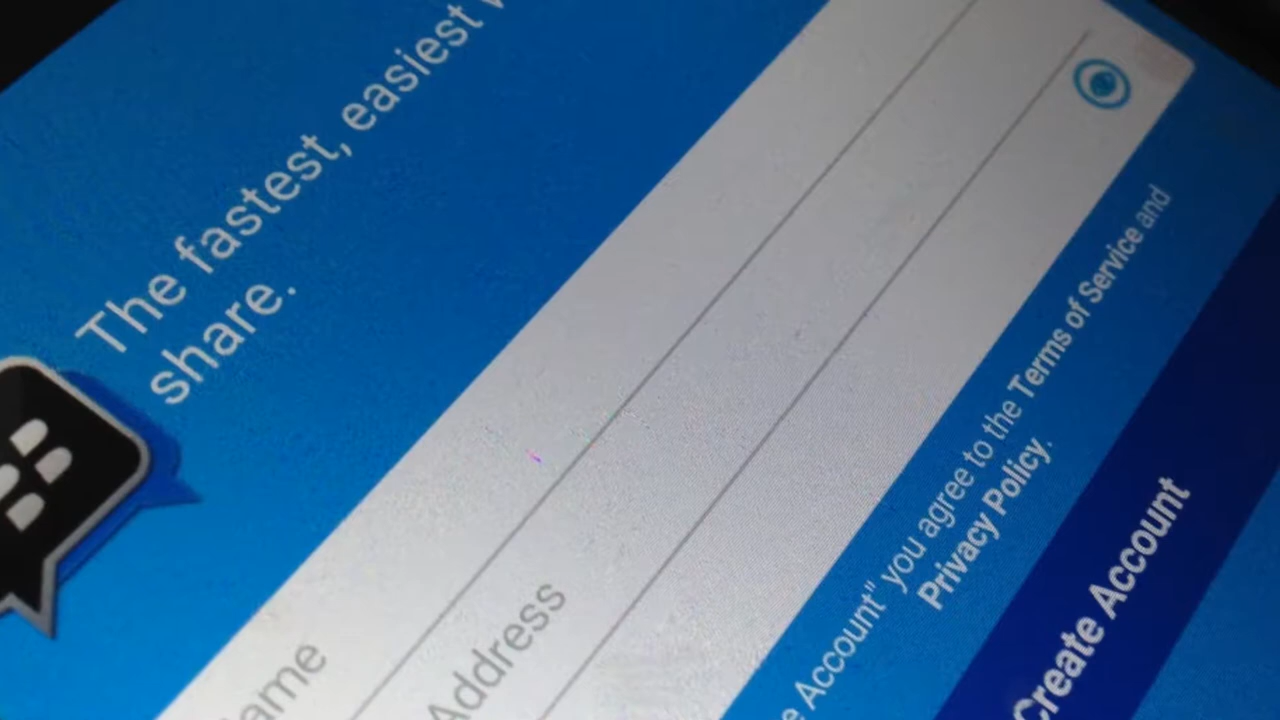 The fastest, easiest
share.
ame
Address
e Account" you agree to the Terms of Service and
Privacy Policy.
Create Account